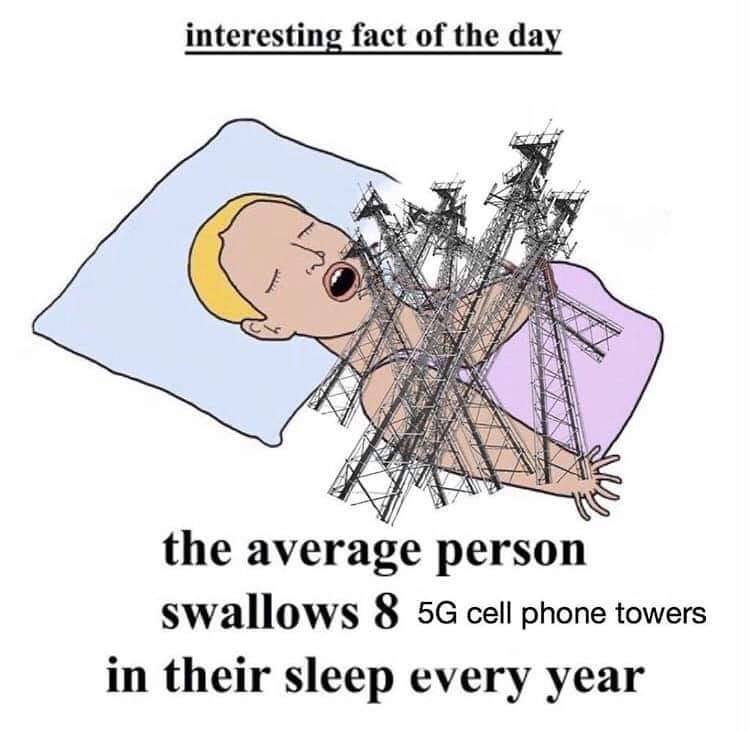 interesting fact of the day
the average person
swallows 8 5G cell phone towers
in their sleep every year